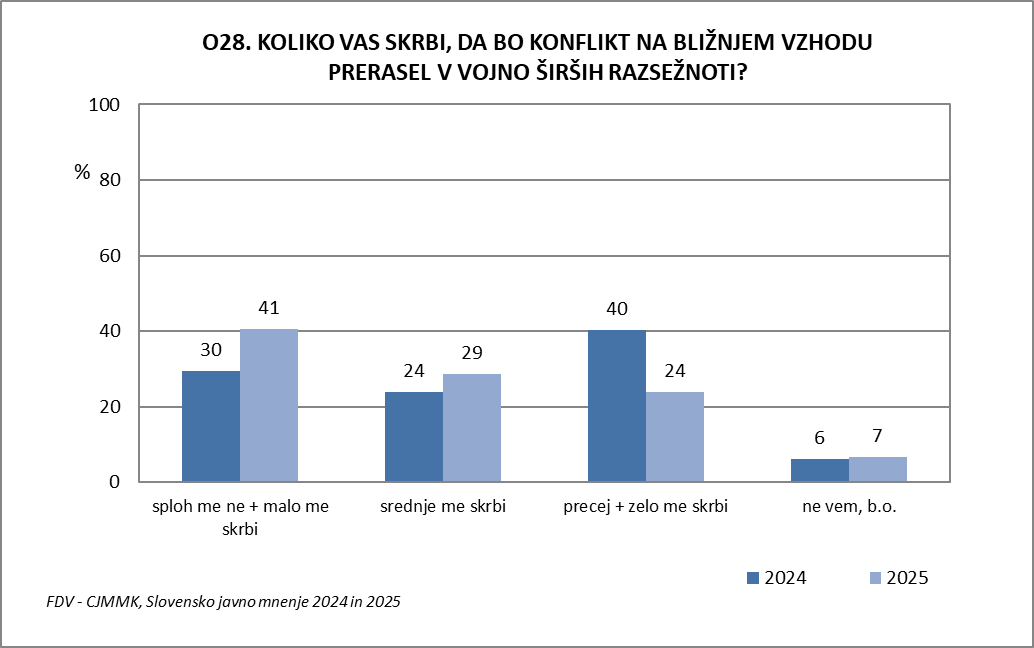 O28. KOLIKO VAS SKRBI, DA BO KONFLIKT NA BLIŽNJEM VZHODU
PRERASEL V VOJNO ŠIRŠIH RAZSEŽNOTI?
%
100
80
60
40
20
0
30
41
24
29
40
24
6
7
sploh me ne + malo me
skrbi
srednje me skrbi
precej + zelo me skrbi
ne vem, b.o.
2024
2025
FDV - CJMMK, Slovensko javno mnenje 2024 in 2025